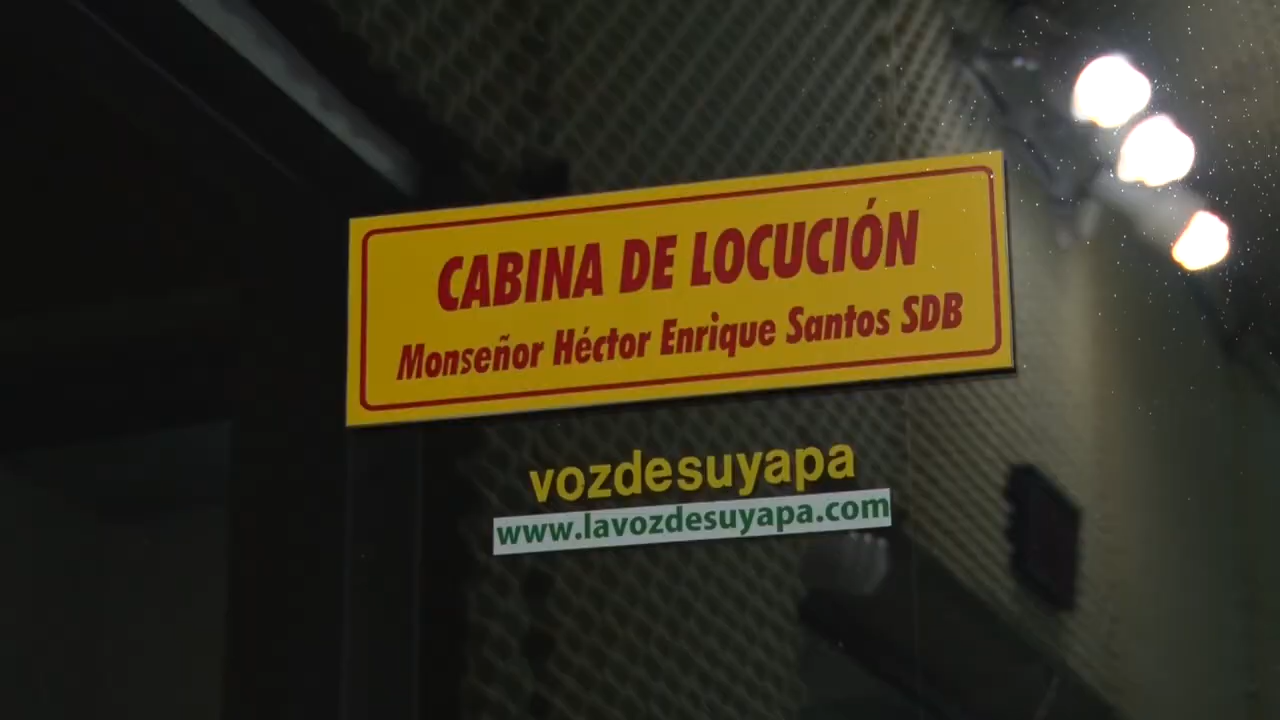 CABINA DE LOCUCIÓN
Monseñor Héctor Enrique Santos SDB
vozdesuyapa
www.lavozdesuyapa.com